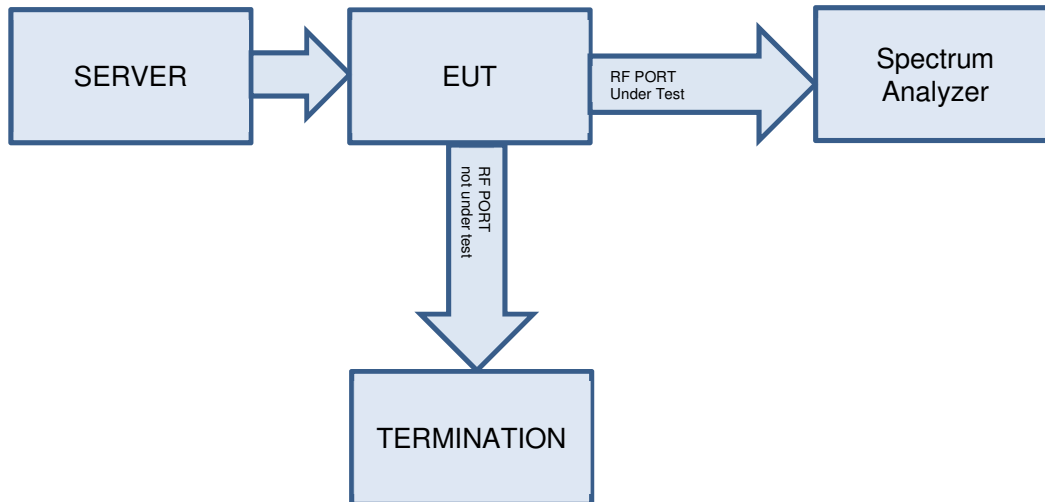 SERVER
EUT
RF PORT
Under Test
Spectrum
Analyzer
RF PORT
not under test
TERMINATION